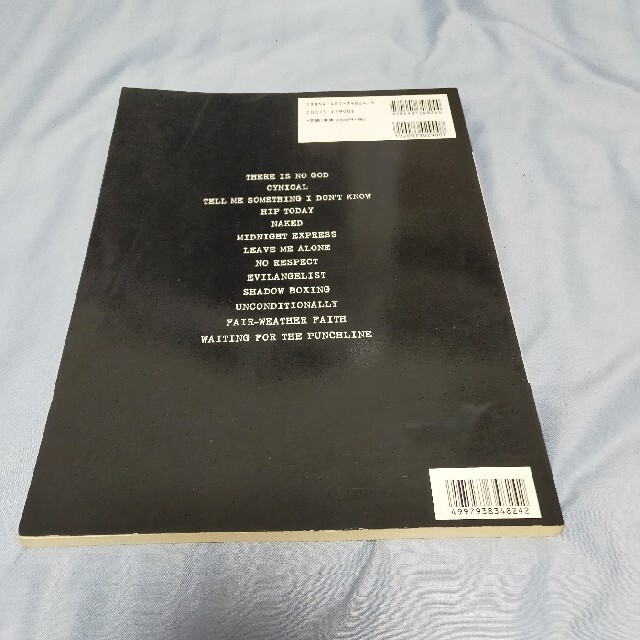 THERE IS NO GOD
CYNICAL
TELL ME SOMETHING I DON'T KNOW
HIP TODAY
NAKED
MIDNIGHT EXPRESS
LEAVE ME ALONE
NO RESPECT
EVILANGELIST
SHADOW BOXING
UNCONDITIONALLY
FAIR-WEATHER FAITH
WAITING FOR THE PUNCHLINE
4997938348242